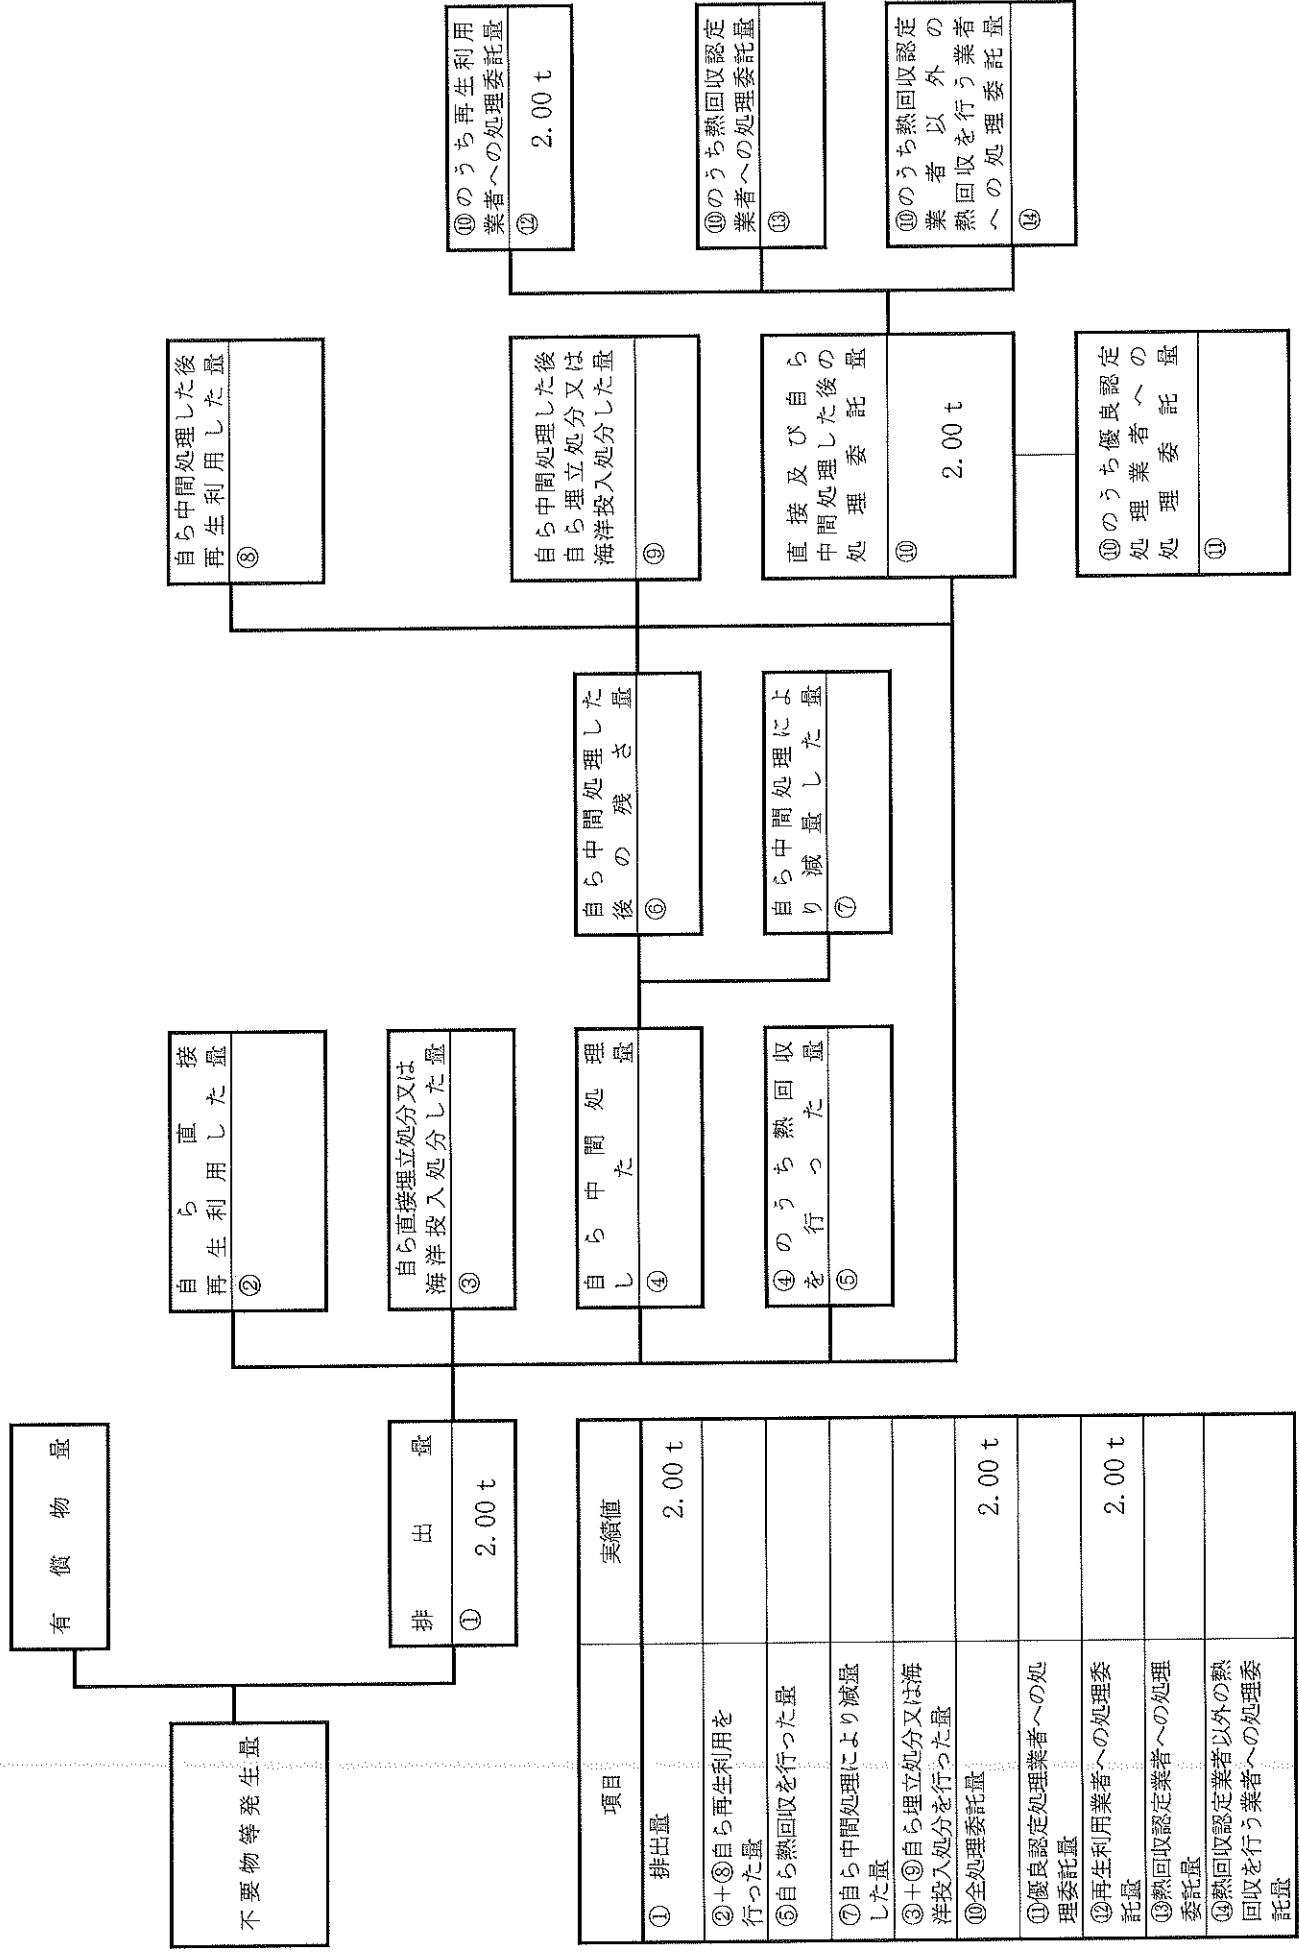 不要物等発生量
有償物量
排出量
① 2.00 t
自ら直接
再生利用した量
②
自ら直接埋立処分又は
海洋投入処分した量
③
自ら中間処理
した量
④
④のうち熱回収
を行った量
⑤
自ら中間処理した
後の残さ量
⑥
自ら中間処理によ
り減量した量
⑦
自ら中間処理した後
再生利用した量
⑧
自ら中間処理した後
自ら埋立処分又は
海洋投入処分した量
⑨
直接及び自ら
中間処理した後の
処理委託量
⑩ 2.00 t
⑩のうち優良認定
処理業者への
処理委託量
⑪
⑩のうち再生利用
業者への処理委託量
⑫ 2.00 t
⑩のうち熱回収認定
業者への処理委託量
⑬
⑩のうち熱回収認定
業者以外の
熱回収を行う業者
への処理委託量
⑭
項目 実績値
① 排出量 2.00 t
②+⑧自ら再生利用を
行った量
⑤自ら熱回収を行った量
⑦自ら中間処理により減量
した量
③+⑨自ら埋立処分又は海
洋投入処分を行った量
⑩全処理委託量 2.00 t
⑪優良認定処理業者への処
理委託量
⑫再生利用業者への処理委
託量 2.00 t
⑬熱回収認定業者への処理
委託量
⑭熱回収認定業者以外の熱
回収を行う業者への処理委
託量